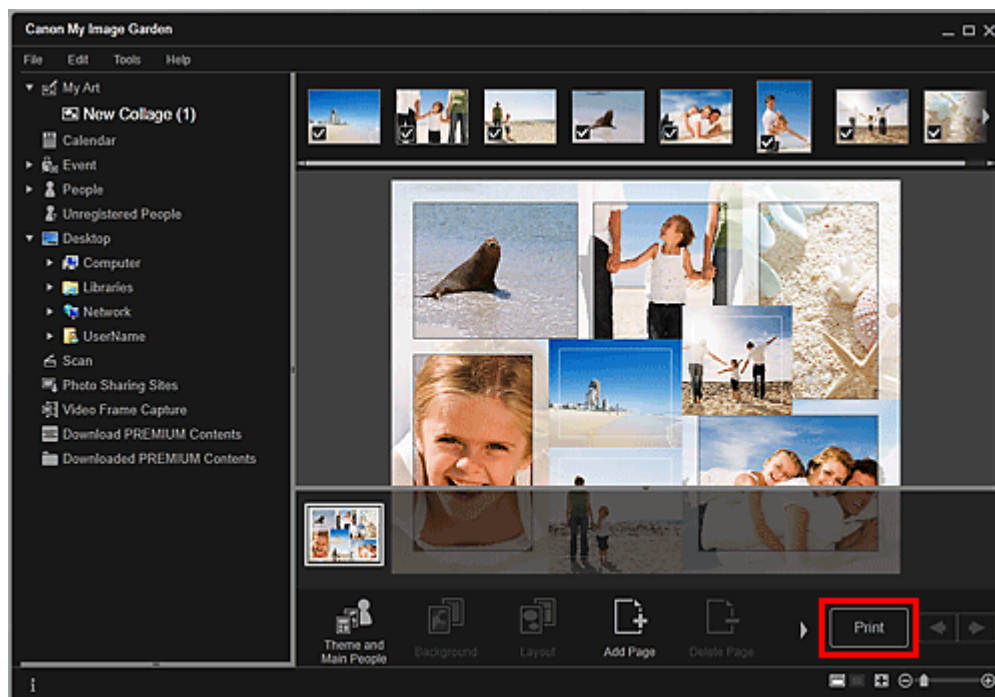 Canon My Image Garden
File Edit Tools Help
My Art
New Collage (1)
Calendar
Event
People
Unregistered People
Desktop
Computer
Libraries
Network
UserName
Scan
Photo Sharing Sites
Video Frame Capture
Download PREMIUM Contents
Downloaded PREMIUM Contents
Theme and
Main People
Background
Layout
Add Page
Delete Page
Print